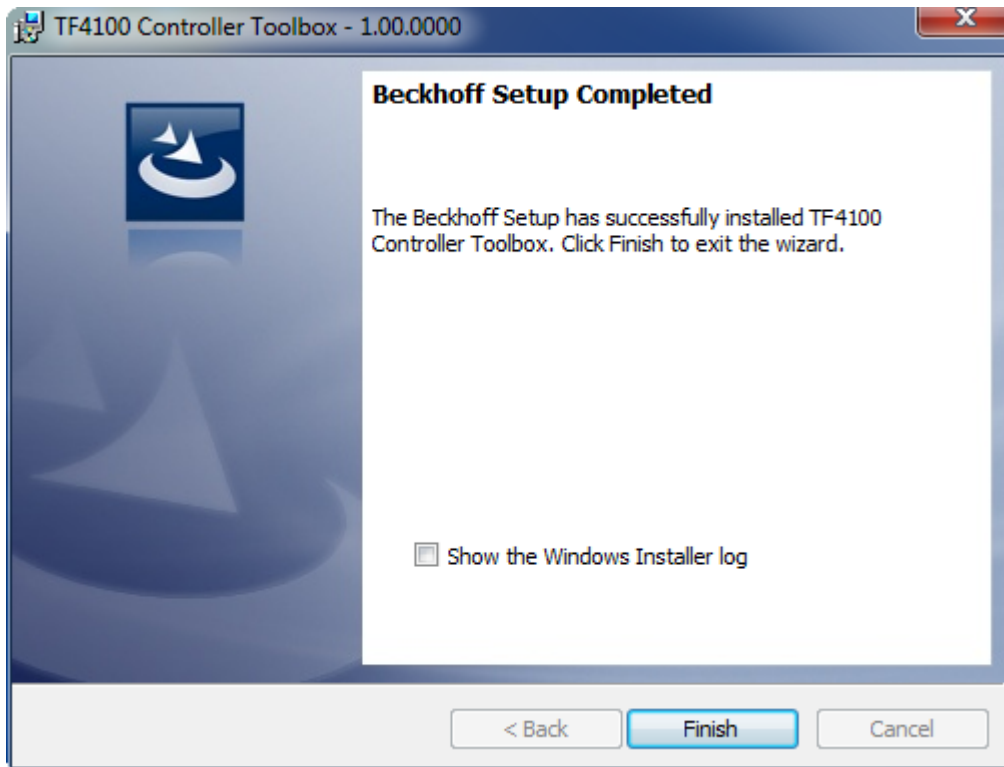 TF4100 Controller Toolbox - 1.00.0000
Beckhoff Setup Completed
The Beckhoff Setup has successfully installed TF4100
Controller Toolbox. Click Finish to exit the wizard.
Show the Windows Installer log
< Back
Finish
Cancel